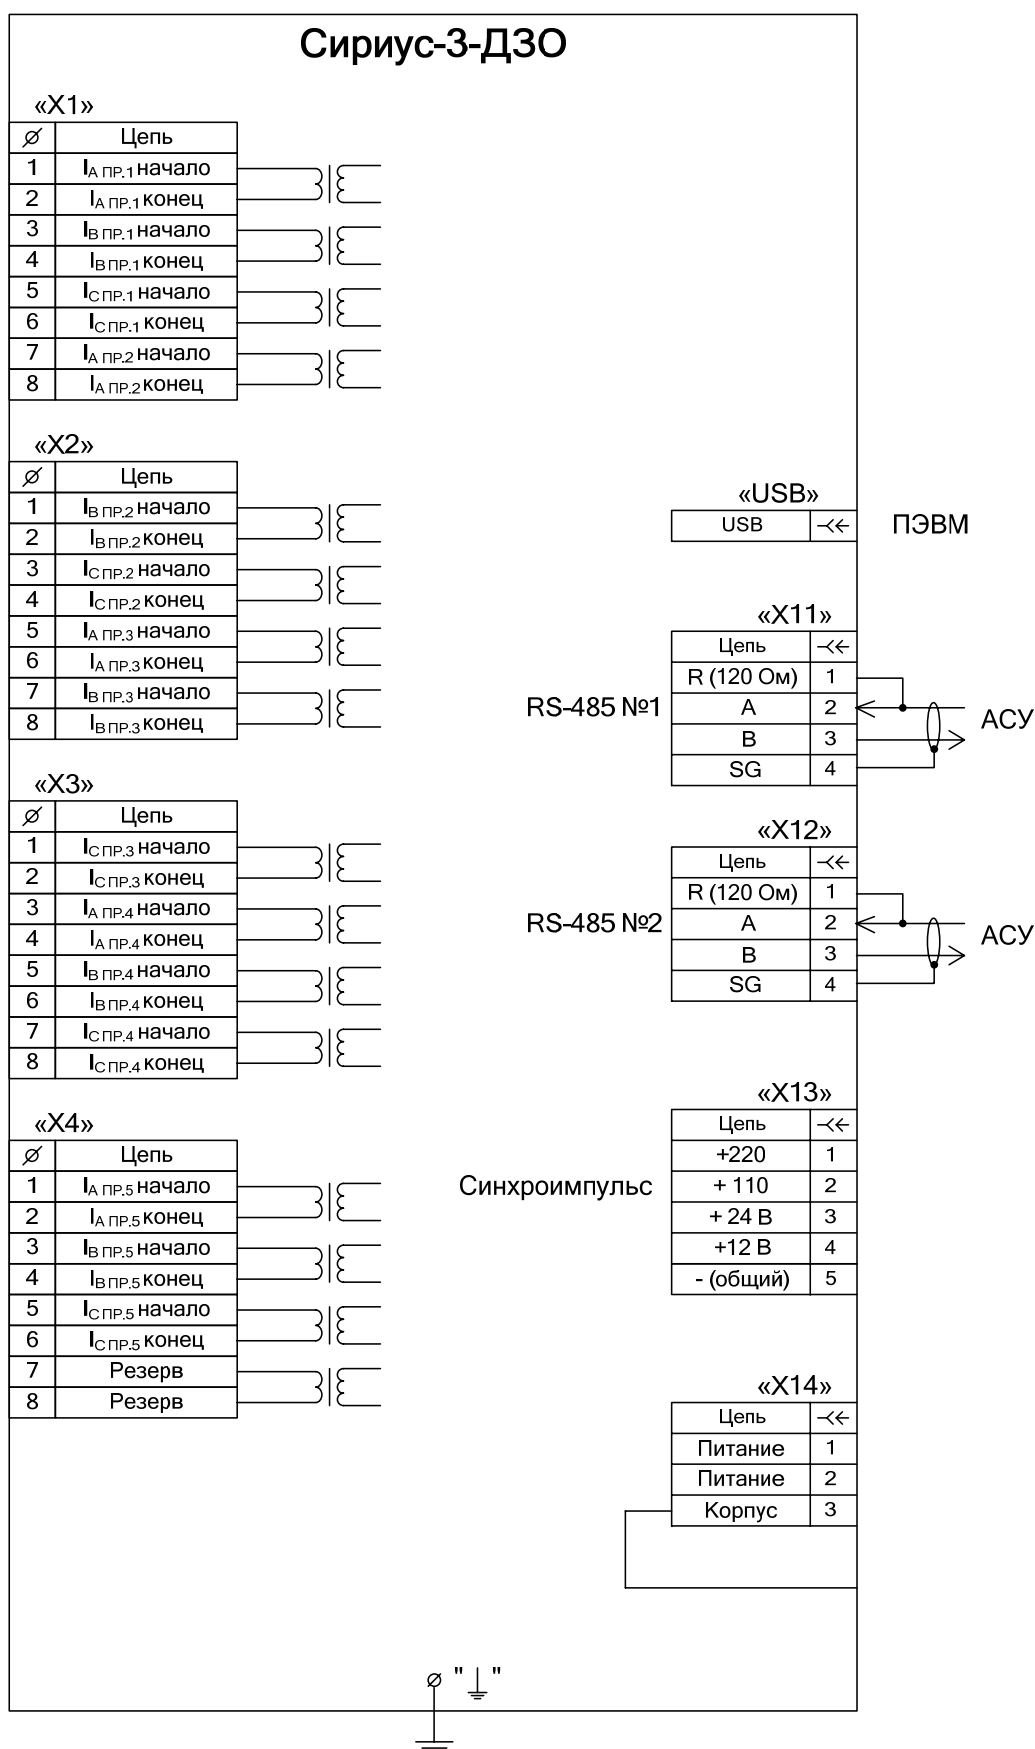 Сириус-3-ДЗО
«X1»
Ø Цепь
1 IА ПР.1 начало
2 IА ПР.1 конец
3 IВ ПР.1 начало
4 IВ ПР.1 конец
5 IС ПР.1 начало
6 IС ПР.1 конец
7 IА ПР.2 начало
8 IА ПР.2 конец
«X2»
Ø Цепь
1 IВ ПР.2 начало
2 IВ ПР.2 конец
3 IС ПР.2 начало
4 IС ПР.2 конец
5 IА ПР.3 начало
6 IА ПР.3 конец
7 IВ ПР.3 начало
8 IВ ПР.3 конец
«X3»
Ø Цепь
1 IС ПР.3 начало
2 IС ПР.3 конец
3 IА ПР.4 начало
4 IА ПР.4 конец
5 IВ ПР.4 начало
6 IВ ПР.4 конец
7 IС ПР.4 начало
8 IС ПР.4 конец
«X4»
Ø Цепь
1 IА ПР.5 начало
2 IА ПР.5 конец
3 IВ ПР.5 начало
4 IВ ПР.5 конец
5 IС ПР.5 начало
6 IС ПР.5 конец
7 Резерв
8 Резерв
«USB»
USB
ПЭВМ
«X11»
Цепь
R (120 Ом) 1
A 2
B 3
SG 4
RS-485 №1
АСУ
«X12»
Цепь
R (120 Ом) 1
A 2
B 3
SG 4
RS-485 №2
АСУ
«X13»
Цепь
+220 1
+ 110 2
+ 24 В 3
+12 В 4
- (общий) 5
Синхроимпульс
«X14»
Цепь
Питание 1
Питание 2
Корпус 3
"⏚"